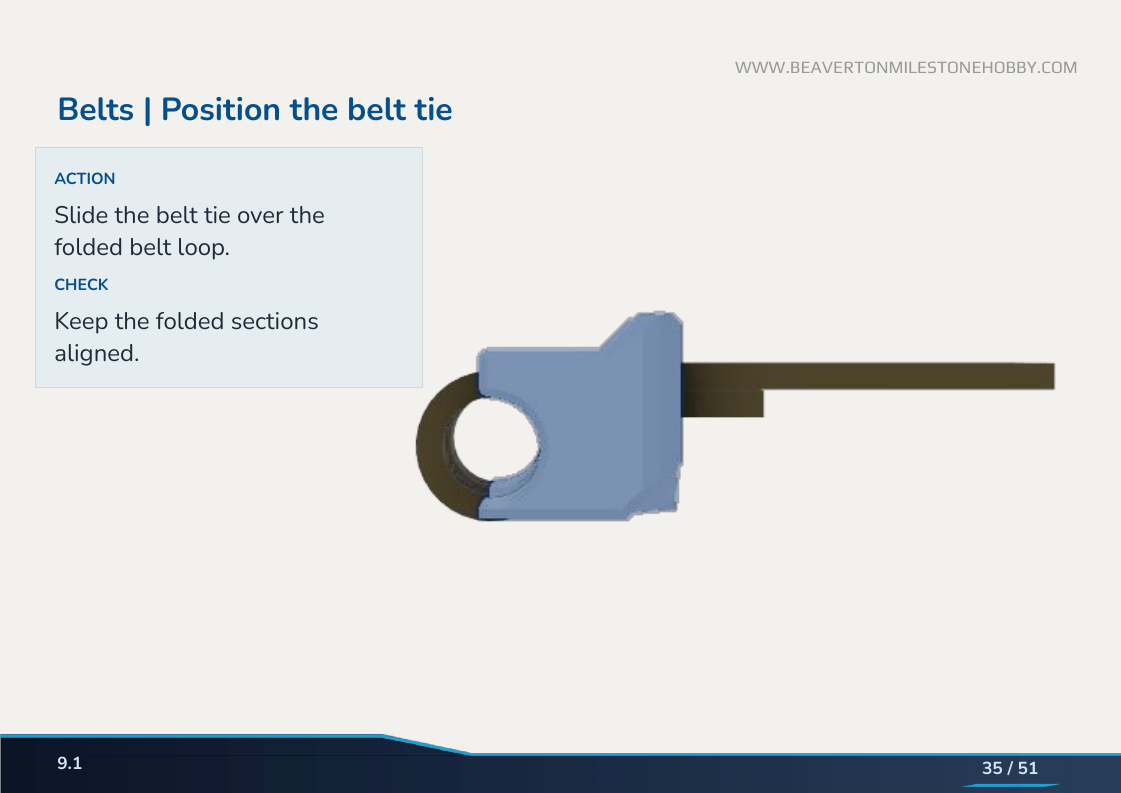 WWW.BEAVERTONMILESTONEHOBBY.COM
Belts | Position the belt tie
ACTION
Slide the belt tie over the
folded belt loop.
CHECK
Keep the folded sections
aligned.
9.1
35 / 51